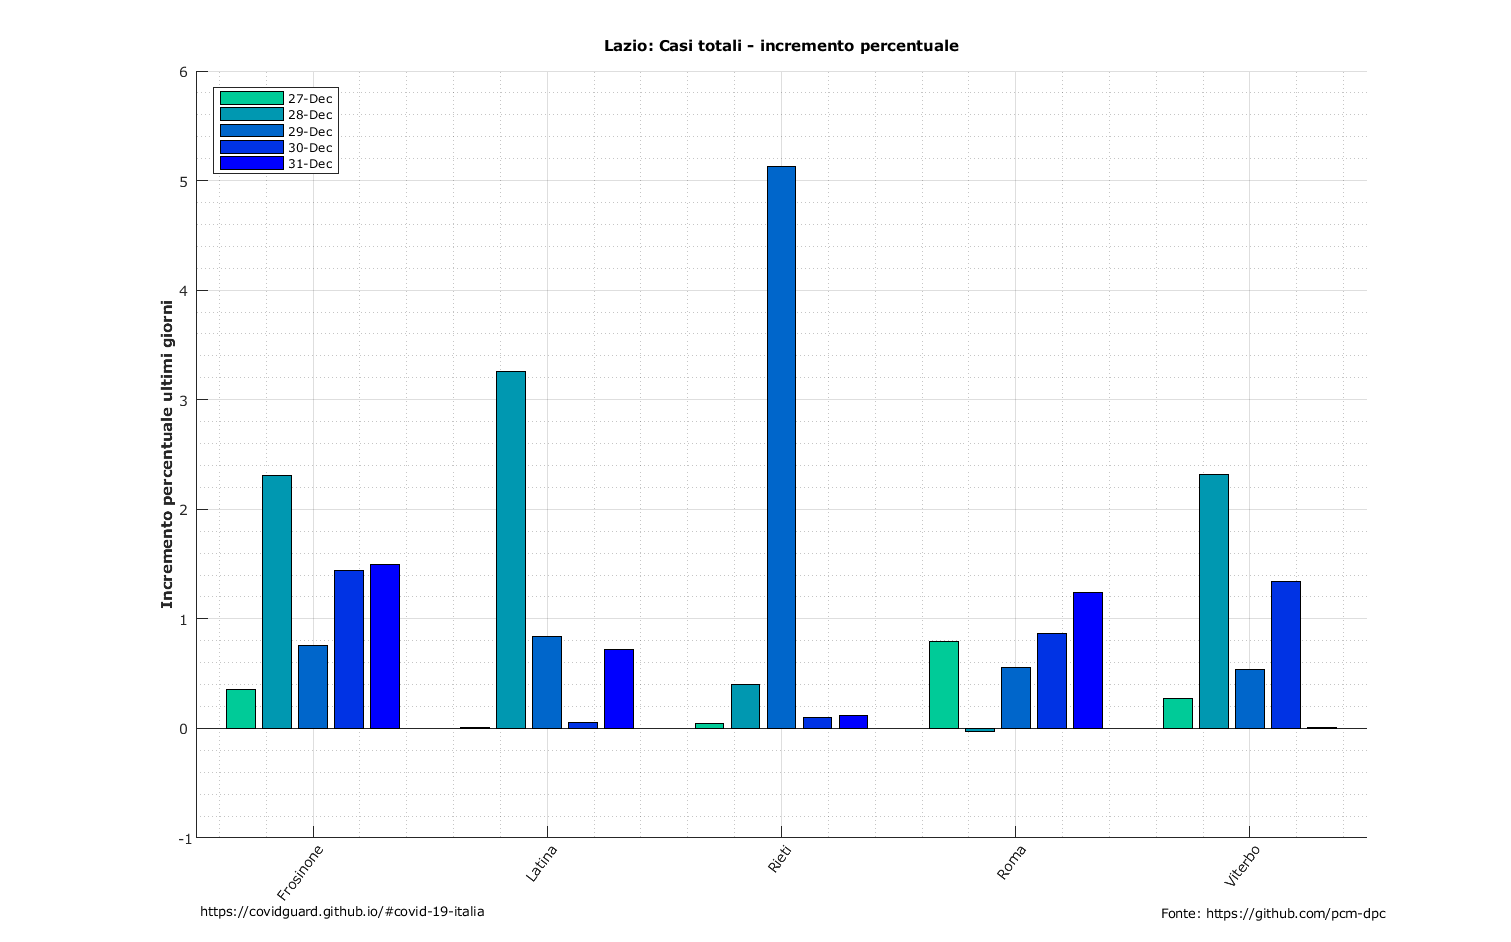 Lazio: Casi totali - incremento percentuale
27-Dec
28-Dec
29-Dec
30-Dec
31-Dec
Incremento percentuale ultimi giorni
6
5
4
3
2
1
0
-1
Frosinone
Latina
Rieti
Roma
Viterbo
https://covidguard.github.io/#covid-19-italia
Fonte: https://github.com/pcm-dpc